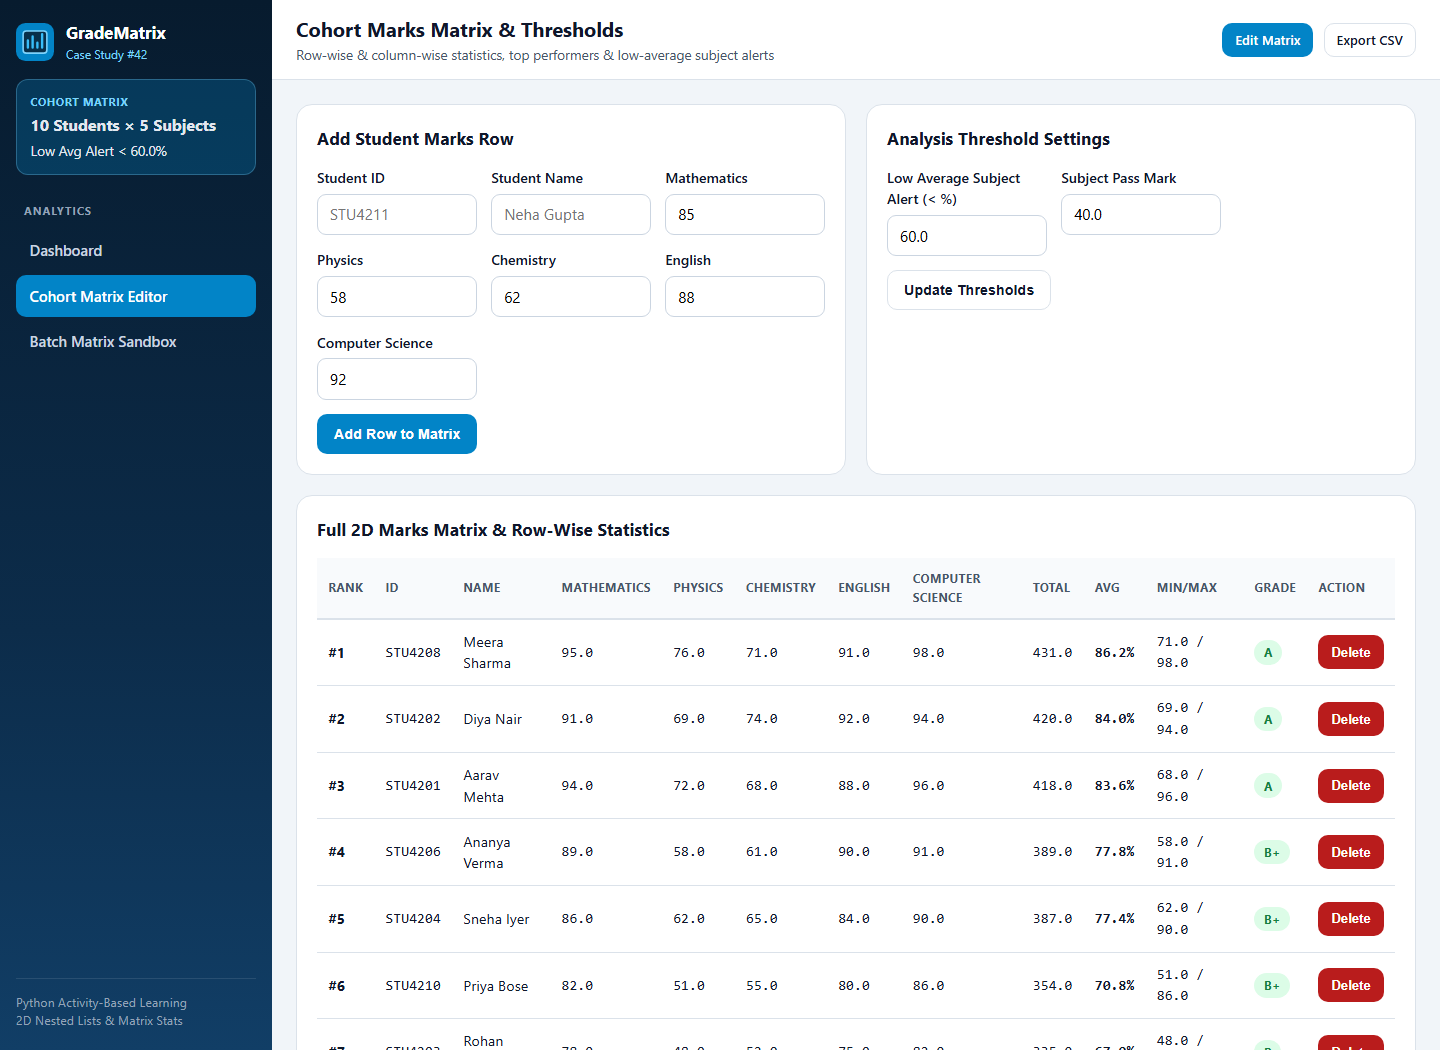 GradeMatrix
Case Study #42
COHORT MATRIX
10 Students × 5 Subjects
Low Avg Alert < 60.0%
ANALYTICS
Dashboard
Cohort Matrix Editor
Batch Matrix Sandbox
Python Activity-Based Learning
2D Nested Lists & Matrix Stats
Cohort Marks Matrix & Thresholds
Row-wise & column-wise statistics, top performers & low-average subject alerts
Edit Matrix
Export CSV
Add Student Marks Row
Student ID
Student Name
Mathematics
STU4211
Neha Gupta
85
Physics
Chemistry
English
58
62
88
Computer Science
92
Add Row to Matrix
Analysis Threshold Settings
Low Average Subject
Alert (< %)
Subject Pass Mark
60.0
40.0
Update Thresholds
Full 2D Marks Matrix & Row-Wise Statistics
RANK ID NAME MATHEMATICS PHYSICS CHEMISTRY ENGLISH COMPUTER SCIENCE TOTAL AVG MIN/MAX GRADE ACTION
#1 STU4208 Meera Sharma 95.0 76.0 71.0 91.0 98.0 431.0 86.2% 71.0 / 98.0 A Delete
#2 STU4202 Diya Nair 91.0 69.0 74.0 92.0 94.0 420.0 84.0% 69.0 / 94.0 A Delete
#3 STU4201 Aarav Mehta 94.0 72.0 68.0 88.0 96.0 418.0 83.6% 68.0 / 96.0 A Delete
#4 STU4206 Ananya Verma 89.0 58.0 61.0 90.0 91.0 389.0 77.8% 58.0 / 91.0 B+ Delete
#5 STU4204 Sneha Iyer 86.0 62.0 65.0 84.0 90.0 387.0 77.4% 62.0 / 90.0 B+ Delete
#6 STU4210 Priya Bose 82.0 51.0 55.0 80.0 86.0 354.0 70.8% 51.0 / 86.0 B+ Delete
Rohan 48.0 /